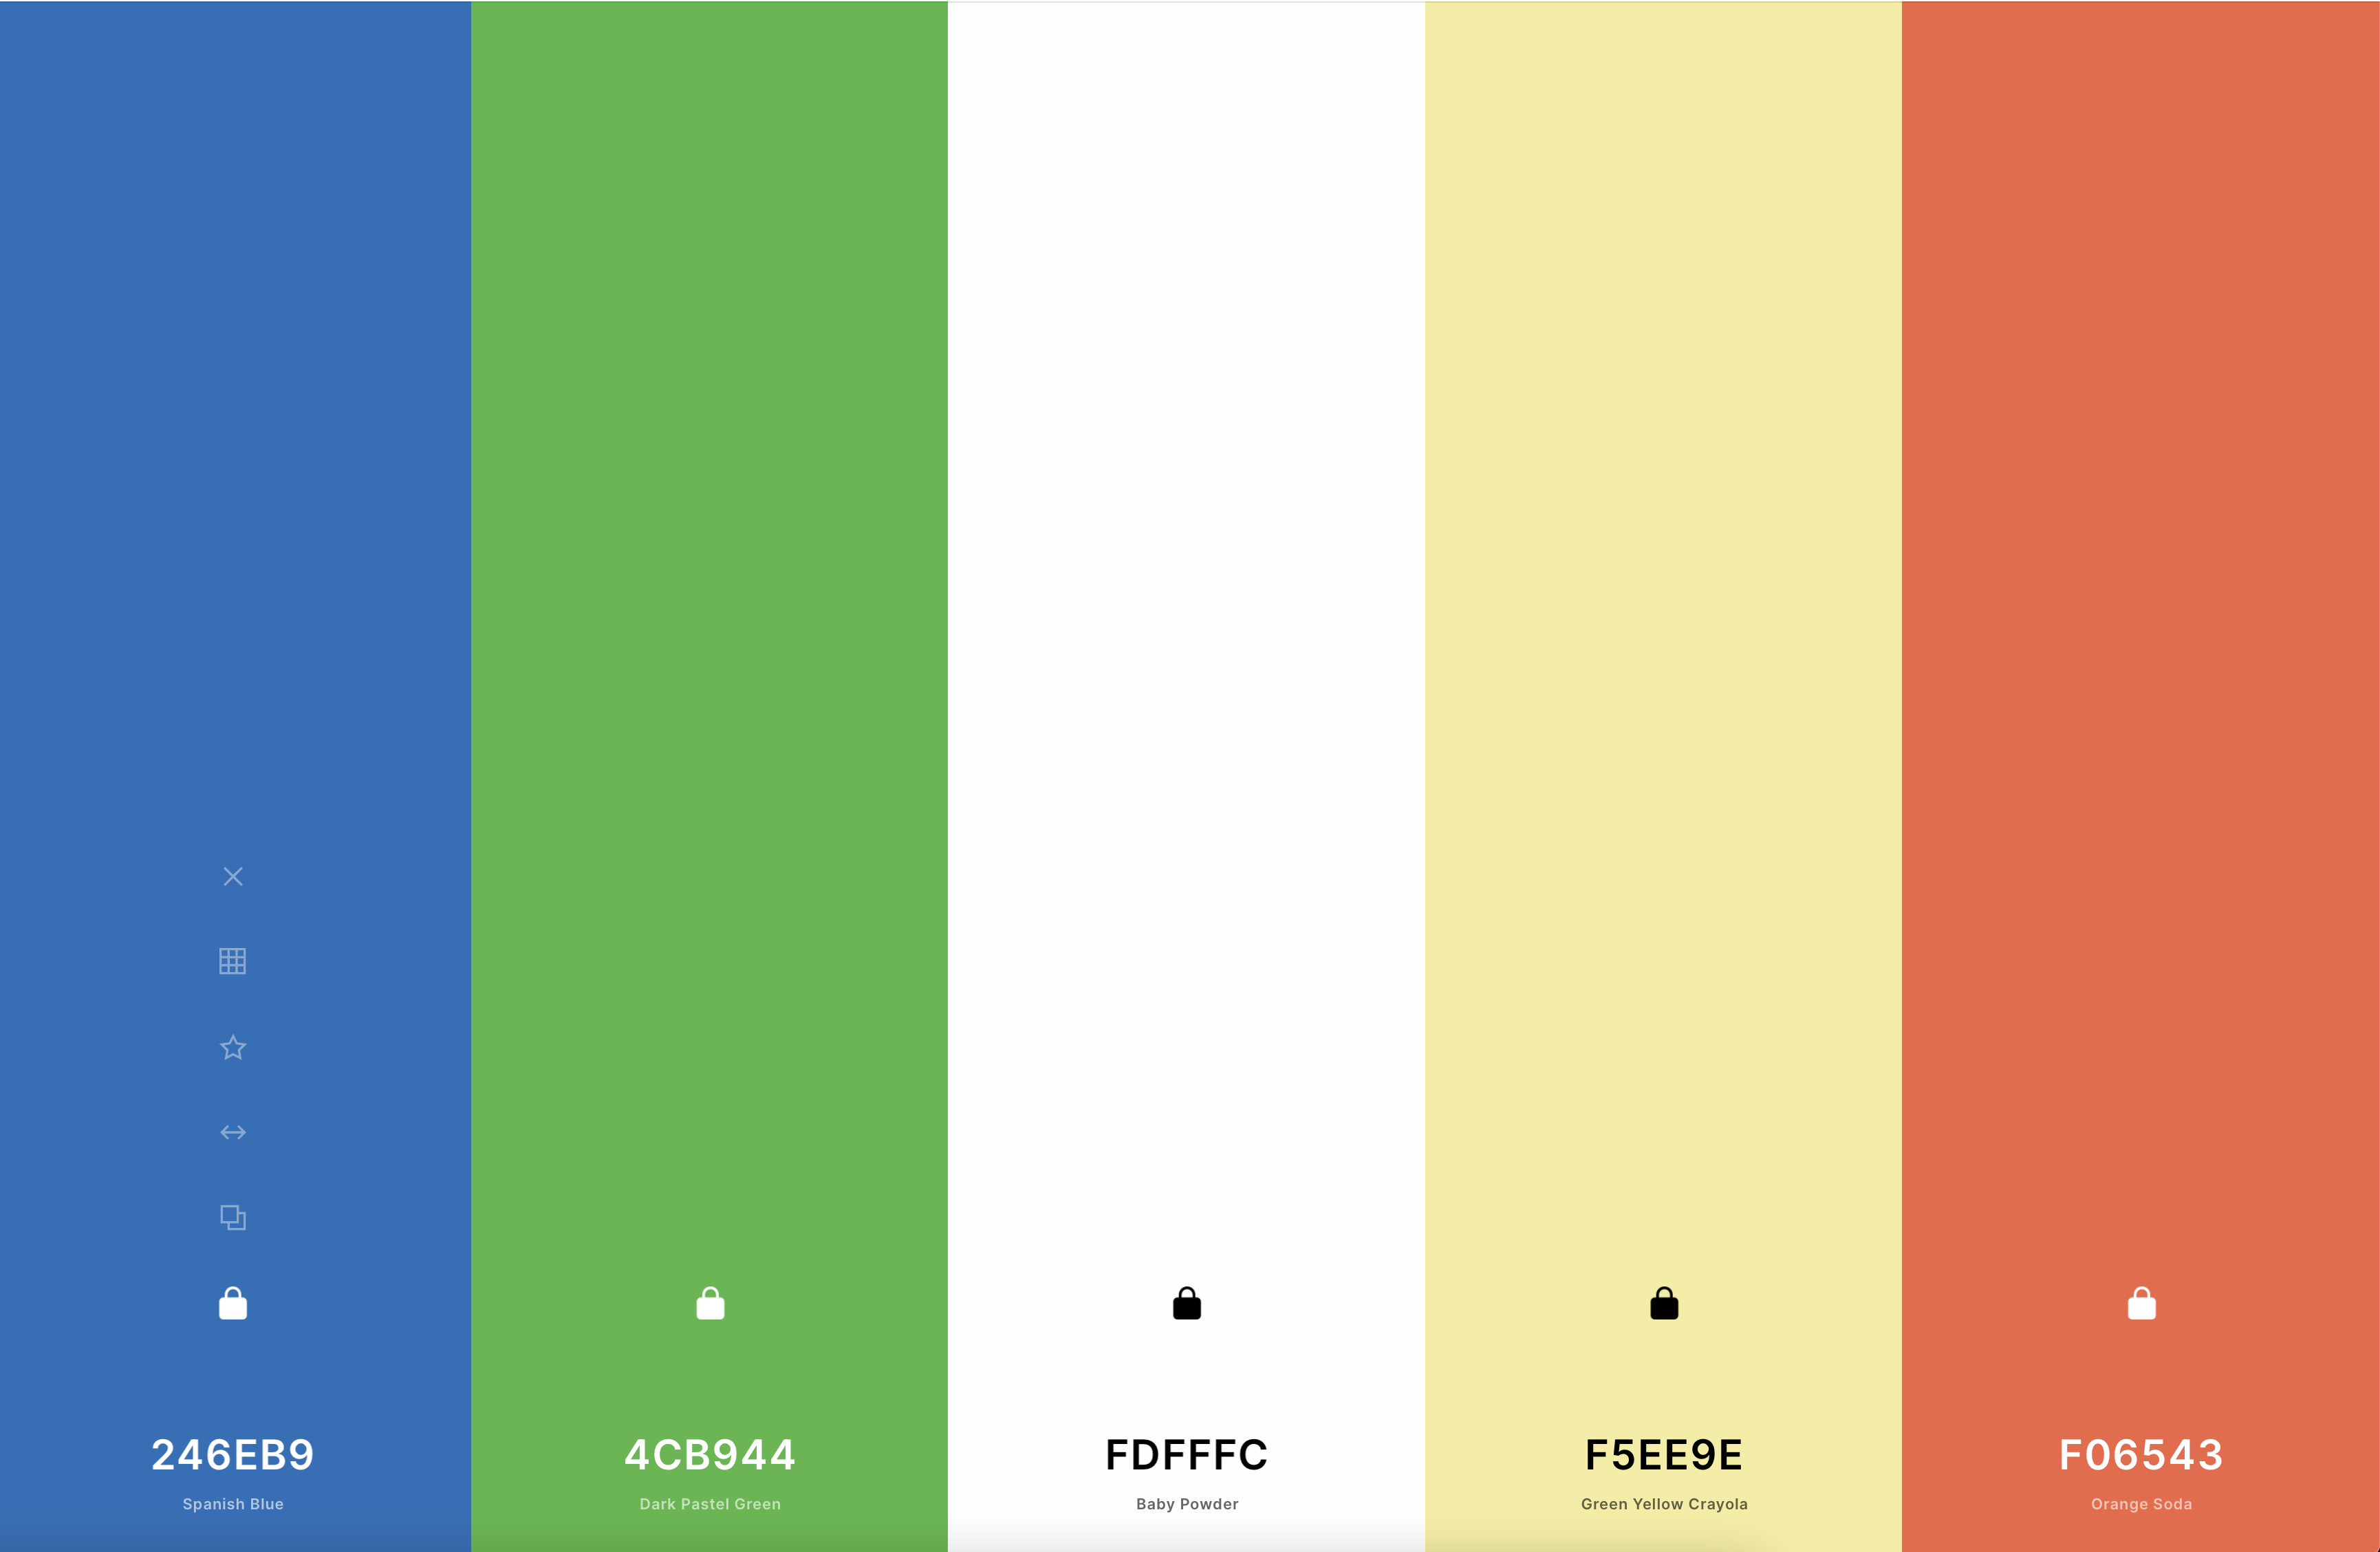 246EB9
Spanish Blue
4CB944
Dark Pastel Green
FDFFFC
Baby Powder
F5EE9E
Green Yellow Crayola
F06543
Orange Soda